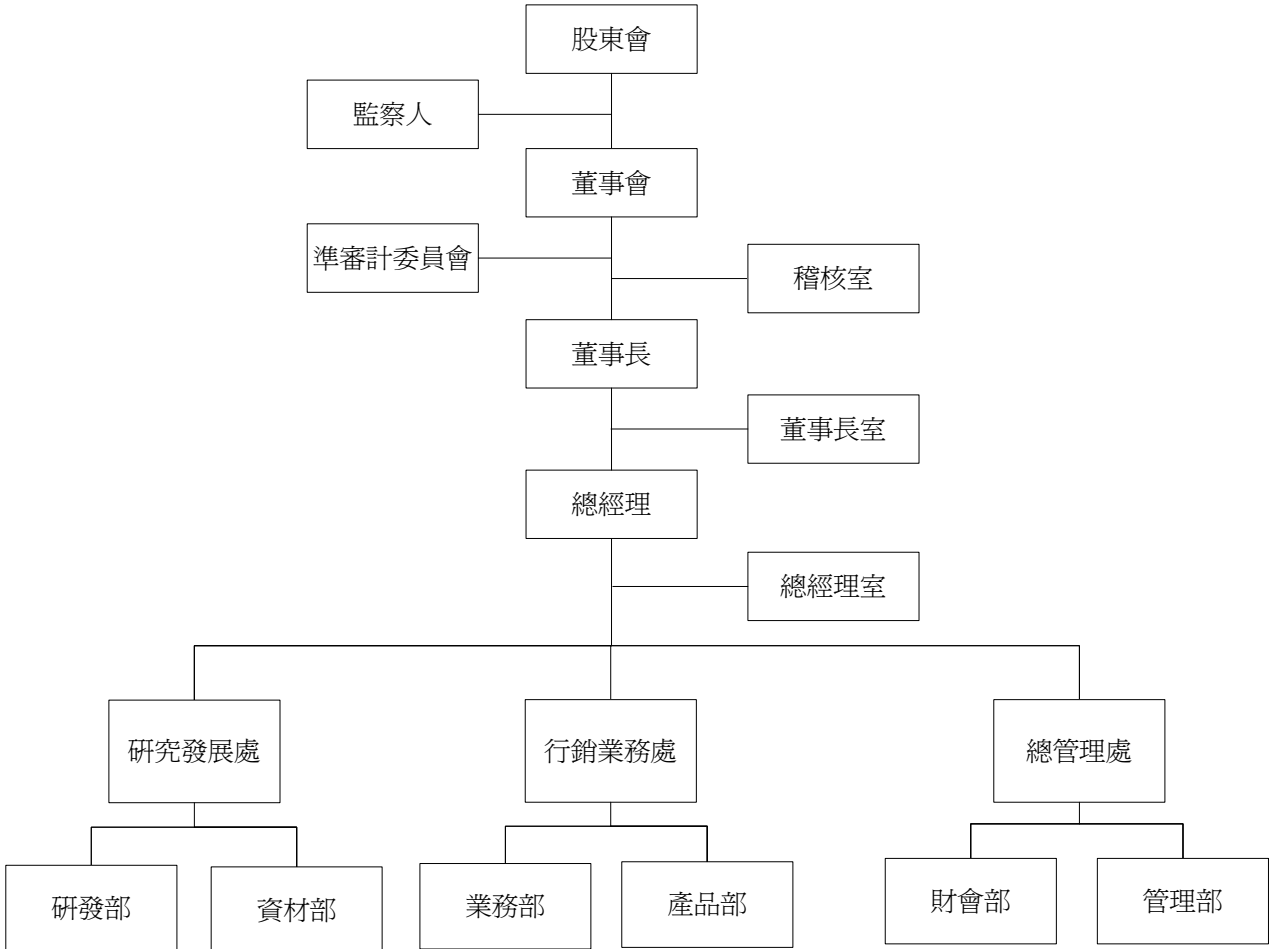 股東會
監察人
董事會
準審計委員會
稽核室
董事長
董事長室
總經理
總經理室
研究發展處
行銷業務處
總管理處
研發部
資材部
業務部
產品部
財會部
管理部